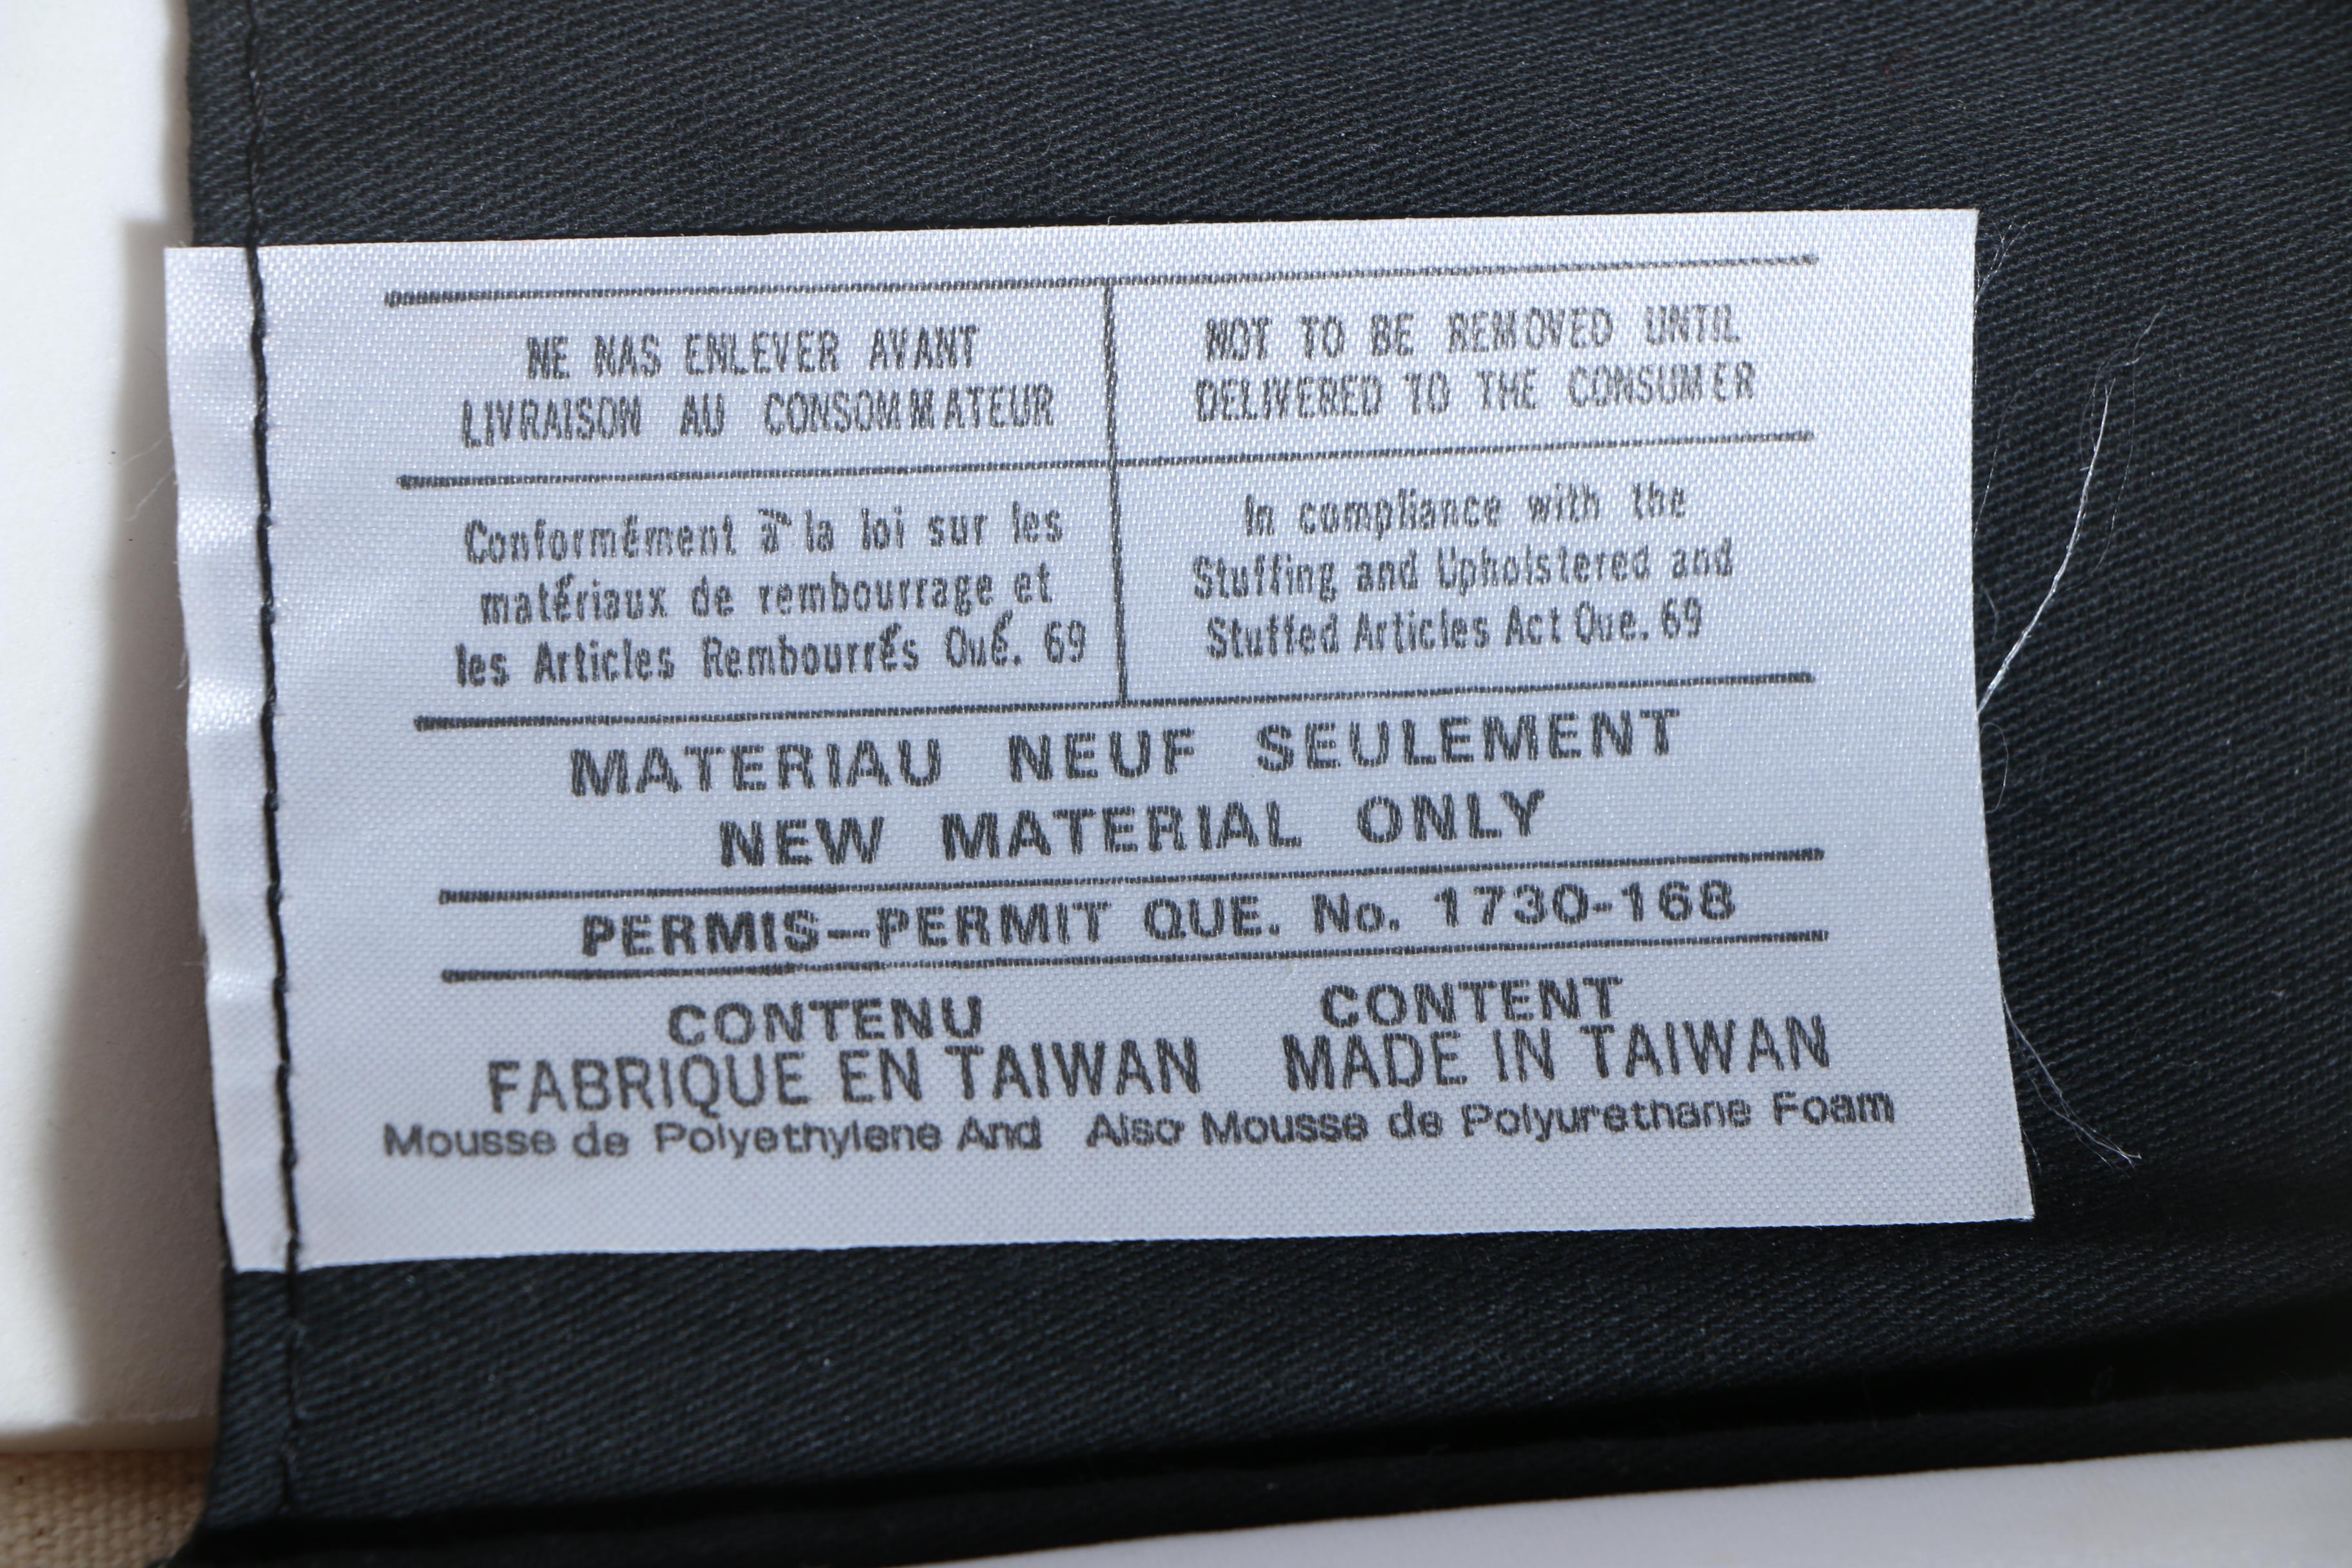 NE NAS ENLEVER AVANT
LIVRAISON AU CONSOMMATEUR
NOT TO BE REMOVED UNTIL
DELIVERED TO THE CONSUMER
Conformément à la loi sur les
matériaux de rembourrage et
les Articles Rembourrés Qué. 69
In compliance with the
Stuffing and Upholstered and
Stuffed Articles Act Que. 69
MATERIAU NEUF SEULEMENT
NEW MATERIAL ONLY
PERMIS—PERMIT QUE. No. 1730-168
CONTENU CONTENT
FABRIQUE EN TAIWAN MADE IN TAIWAN
Mousse de Polyethylene And Also Mousse de Polyurethane Foam